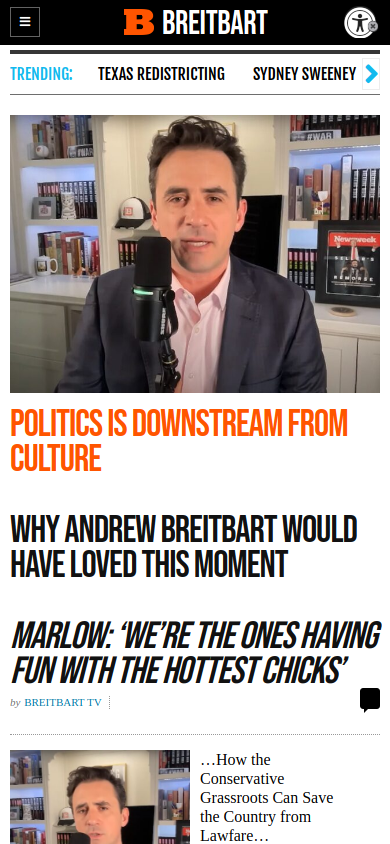 BREITBART
TRENDING:
TEXAS REDISTRICTING
SYDNEY SWEENEY
#WAR
#WAR
Newsweek
REMORSE
POLITICS IS DOWNSTREAM FROM
CULTURE
WHY ANDREW BREITBART WOULD
HAVE LOVED THIS MOMENT
MARLOW: ‘WE’RE THE ONES HAVING
FUN WITH THE HOTTEST CHICKS’
by BREITBART TV
…How the
Conservative
Grassroots Can Save
the Country from
Lawfare…